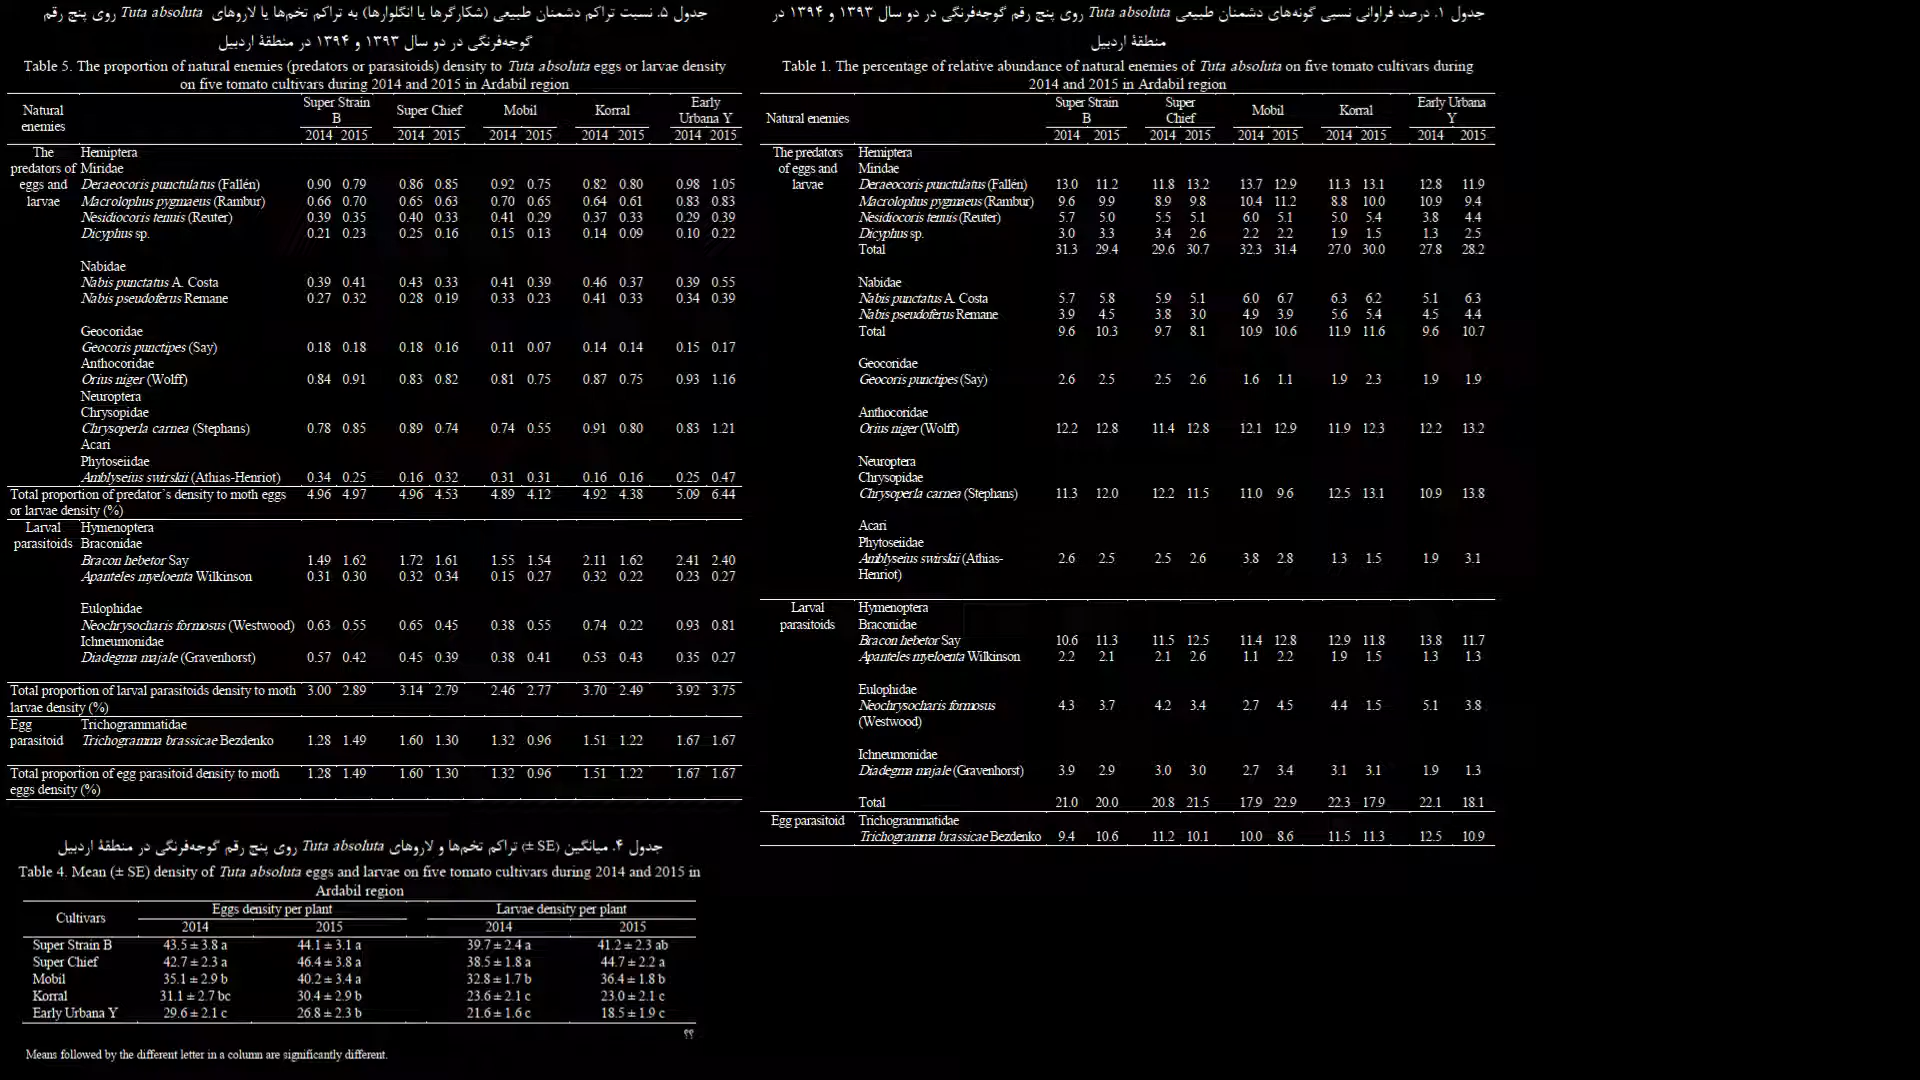 جدول ۵. نسبت تراکم دشمنان طبیعی (شکارگرها یا انگلوارها) به تراکم تخم‌ها یا لاروهای Tuta absoluta روی پنج رقم
گوجه‌فرنگی در دو سال ۱۳۹۳ و ۱۳۹۴ در منطقۀ اردبیل
Table 5. The proportion of natural enemies (predators or parasitoids) density to Tuta absoluta eggs or larvae density
on five tomato cultivars during 2014 and 2015 in Ardabil region
Natural enemies Super Strain B Super Chief Mobil Korral Early Urbana Y
2014 2015 2014 2015 2014 2015 2014 2015 2014 2015
The predators of eggs and larvae
Hemiptera
Miridae
Deraeocoris punctulatus (Fallén) 0.90 0.79 0.86 0.85 0.92 0.75 0.82 0.80 0.98 1.05
Macrolophus pygmaeus (Rambur) 0.66 0.70 0.65 0.63 0.70 0.65 0.64 0.61 0.83 0.83
Nesidiocoris tenuis (Reuter) 0.39 0.35 0.40 0.33 0.41 0.29 0.37 0.33 0.29 0.39
Dicyphus sp. 0.21 0.23 0.25 0.16 0.15 0.13 0.14 0.09 0.10 0.22
Nabidae
Nabis punctatus A. Costa 0.39 0.41 0.43 0.33 0.41 0.39 0.46 0.37 0.39 0.55
Nabis pseudoferus Remane 0.27 0.32 0.28 0.19 0.33 0.23 0.41 0.33 0.34 0.39
Geocoridae
Geocoris punctipes (Say) 0.18 0.18 0.18 0.16 0.11 0.07 0.14 0.14 0.15 0.17
Anthocoridae
Orius niger (Wolff) 0.84 0.91 0.83 0.82 0.81 0.75 0.87 0.75 0.93 1.16
Neuroptera
Chrysopidae
Chrysoperla carnea (Stephans) 0.78 0.85 0.89 0.74 0.74 0.55 0.91 0.80 0.83 1.21
Acari
Phytoseiidae
Amblyseius swirskii (Athias-Henriot) 0.34 0.25 0.16 0.32 0.31 0.31 0.16 0.16 0.25 0.47
Total proportion of predator's density to moth eggs 4.96 4.97 4.96 4.53 4.89 4.12 4.92 4.38 5.09 6.44
or larvae density (%)
Larval parasitoids
Hymenoptera
Braconidae
Bracon hebetor Say 1.49 1.62 1.72 1.61 1.55 1.54 2.11 1.62 2.41 2.40
Apanteles myeloenta Wilkinson 0.31 0.30 0.32 0.34 0.15 0.27 0.32 0.22 0.23 0.27
Eulophidae
Neochrysocharis formosus (Westwood) 0.63 0.55 0.65 0.45 0.38 0.55 0.74 0.22 0.93 0.81
Ichneumonidae
Diadegma majale (Gravenhorst) 0.57 0.42 0.45 0.39 0.38 0.41 0.53 0.43 0.35 0.27
Total proportion of larval parasitoids density to moth 3.00 2.89 3.14 2.79 2.46 2.77 3.70 2.49 3.92 3.75
larvae density (%)
Egg parasitoid
Trichogrammatidae
Trichogramma brassicae Bezdenko 1.28 1.49 1.60 1.30 1.32 0.96 1.51 1.22 1.67 1.67
Total proportion of egg parasitoid density to moth 1.28 1.49 1.60 1.30 1.32 0.96 1.51 1.22 1.67 1.67
eggs density (%)
جدول ۴. میانگین (± SE) تراکم تخم‌ها و لاروهای Tuta absoluta روی پنج رقم گوجه‌فرنگی در منطقۀ اردبیل
Table 4. Mean (± SE) density of Tuta absoluta eggs and larvae on five tomato cultivars during 2014 and 2015 in
Ardabil region
Cultivars Eggs density per plant Larvae density per plant
2014 2015 2014 2015
Super Strain B 43.5 ± 3.8 a 44.1 ± 3.1 a 39.7 ± 2.4 a 41.2 ± 2.3 ab
Super Chief 42.7 ± 2.3 a 46.4 ± 3.8 a 38.5 ± 1.8 a 44.7 ± 2.2 a
Mobil 35.1 ± 2.9 b 40.2 ± 3.4 a 32.8 ± 1.7 b 36.4 ± 1.8 b
Korral 31.1 ± 2.7 bc 30.4 ± 2.9 b 23.6 ± 2.1 c 23.0 ± 2.1 c
Early Urbana Y 29.6 ± 2.1 c 26.8 ± 2.3 b 21.6 ± 1.6 c 18.5 ± 1.9 c
؟؟
Means followed by the different letter in a column are significantly different.
جدول ۱. درصد فراوانی نسبی گونه‌های دشمنان طبیعی Tuta absoluta روی پنج رقم گوجه‌فرنگی در دو سال ۱۳۹۳ و ۱۳۹۴ در
منطقۀ اردبیل
Table 1. The percentage of relative abundance of natural enemies of Tuta absoluta on five tomato cultivars during
2014 and 2015 in Ardabil region
Natural enemies Super Strain B Super Chief Mobil Korral Early Urbana Y
2014 2015 2014 2015 2014 2015 2014 2015 2014 2015
The predators of eggs and larvae
Hemiptera
Miridae
Deraeocoris punctulatus (Fallén) 13.0 11.2 11.8 13.2 13.7 12.9 11.3 13.1 12.8 11.9
Macrolophus pygmaeus (Rambur) 9.6 9.9 8.9 9.8 10.4 11.2 8.8 10.0 10.9 9.4
Nesidiocoris tenuis (Reuter) 5.7 5.0 5.5 5.1 6.0 5.1 5.0 5.4 3.8 4.4
Dicyphus sp. 3.0 3.3 3.4 2.6 2.2 2.2 1.9 1.5 1.3 2.5
Total 31.3 29.4 29.6 30.7 32.3 31.4 27.0 30.0 27.8 28.2
Nabidae
Nabis punctatus A. Costa 5.7 5.8 5.9 5.1 6.0 6.7 6.3 6.2 5.1 6.3
Nabis pseudoferus Remane 3.9 4.5 3.8 3.0 4.9 3.9 5.6 5.4 4.5 4.4
Total 9.6 10.3 9.7 8.1 10.9 10.6 11.9 11.6 9.6 10.7
Geocoridae
Geocoris punctipes (Say) 2.6 2.5 2.5 2.6 1.6 1.1 1.9 2.3 1.9 1.9
Anthocoridae
Orius niger (Wolff) 12.2 12.8 11.4 12.8 12.1 12.9 11.9 12.3 12.2 13.2
Neuroptera
Chrysopidae
Chrysoperla carnea (Stephans) 11.3 12.0 12.2 11.5 11.0 9.6 12.5 13.1 10.9 13.8
Acari
Phytoseiidae
Amblyseius swirskii (Athias- 2.6 2.5 2.5 2.6 3.8 2.8 1.3 1.5 1.9 3.1
Henriot)
Larval parasitoids
Hymenoptera
Braconidae
Bracon hebetor Say 10.6 11.3 11.5 12.5 11.4 12.8 12.9 11.8 13.8 11.7
Apanteles myeloenta Wilkinson 2.2 2.1 2.1 2.6 1.1 2.2 1.9 1.5 1.3 1.3
Eulophidae
Neochrysocharis formosus 4.3 3.7 4.2 3.4 2.7 4.5 4.4 1.5 5.1 3.8
(Westwood)
Ichneumonidae
Diadegma majale (Gravenhorst) 3.9 2.9 3.0 3.0 2.7 3.4 3.1 3.1 1.9 1.3
Total 21.0 20.0 20.8 21.5 17.9 22.9 22.3 17.9 22.1 18.1
Egg parasitoid
Trichogrammatidae
Trichogramma brassicae Bezdenko 9.4 10.6 11.2 10.1 10.0 8.6 11.5 11.3 12.5 10.9